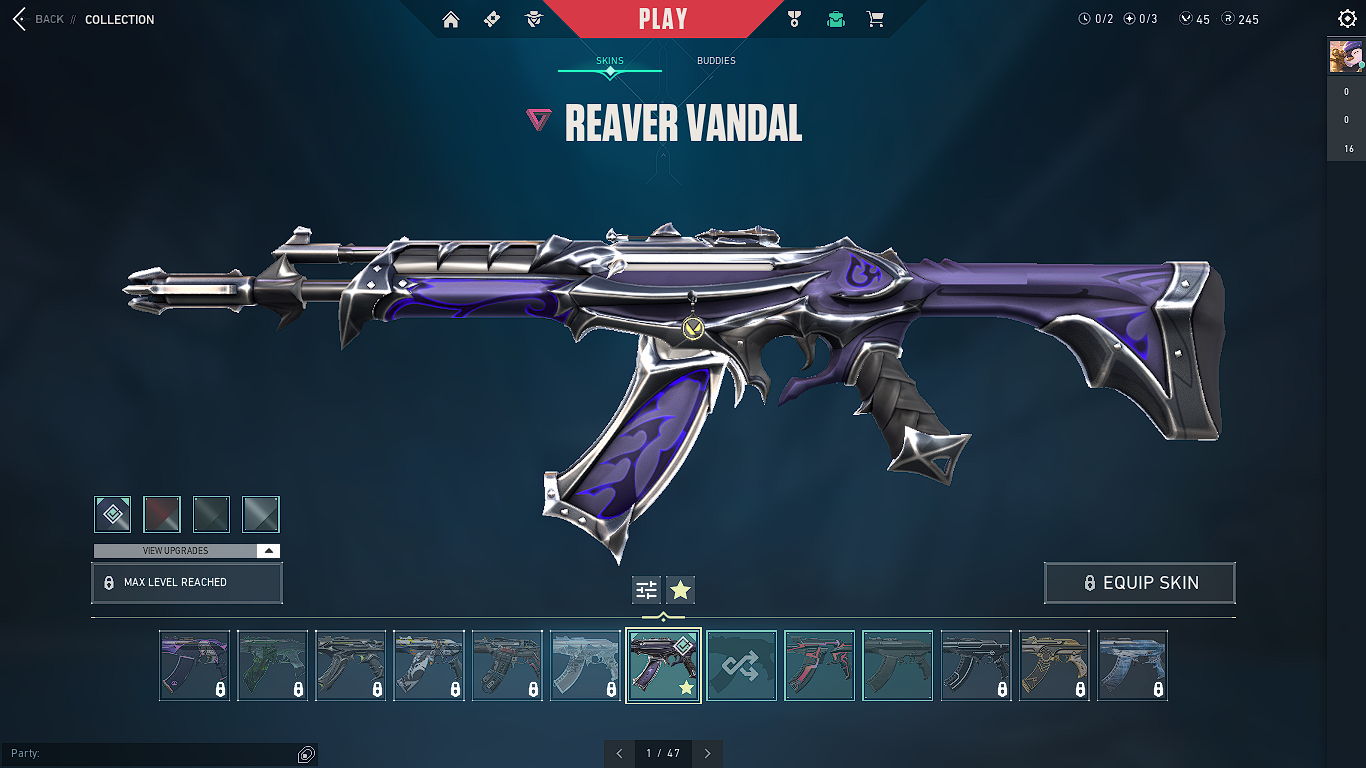 BACK // COLLECTION
PLAY
0/2 0/3 45 R 245
SKINS BUDDIES
0
0
16
REAVER VANDAL
VIEW UPGRADES
MAX LEVEL REACHED
EQUIP SKIN
Party:
1 / 47